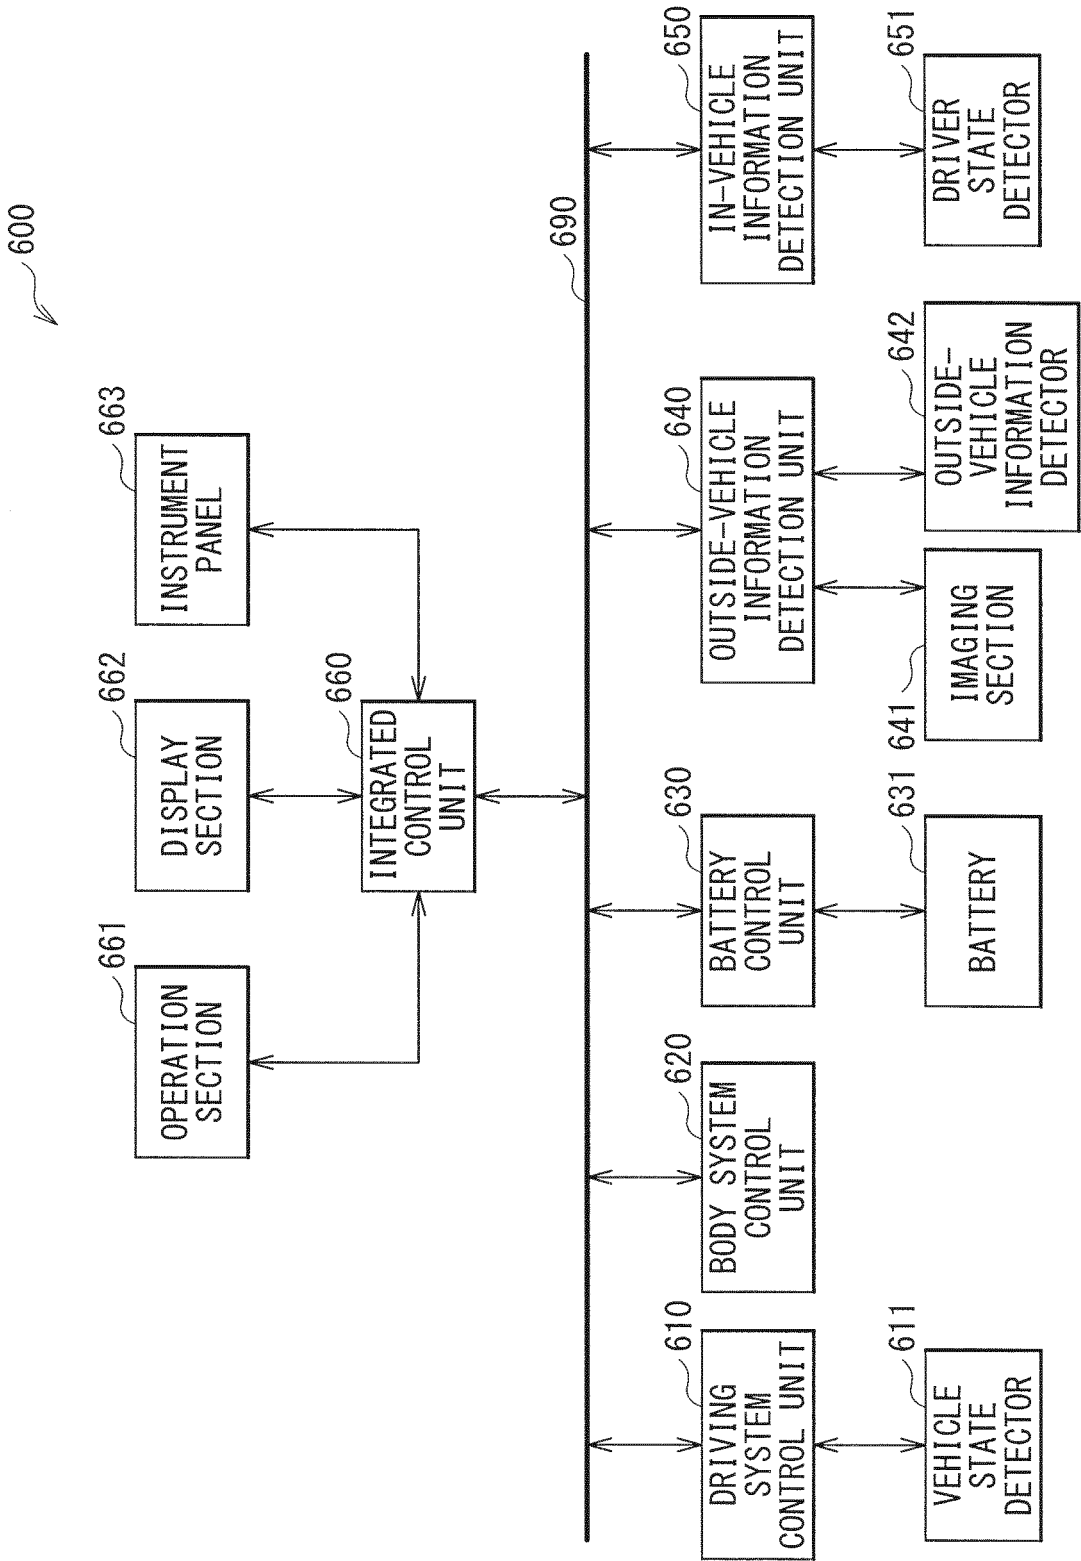 600
661
OPERATION
SECTION
662
DISPLAY
SECTION
663
INSTRUMENT
PANEL
660
INTEGRATED
CONTROL
UNIT
690
610
DRIVING
SYSTEM
CONTROL UNIT
620
BODY SYSTEM
CONTROL
UNIT
630
BATTERY
CONTROL
UNIT
640
OUTSIDE-VEHICLE
INFORMATION
DETECTION UNIT
650
IN-VEHICLE
INFORMATION
DETECTION UNIT
611
VEHICLE
STATE
DETECTOR
631
BATTERY
641
IMAGING
SECTION
642
OUTSIDE-
VEHICLE
INFORMATION
DETECTOR
651
DRIVER
STATE
DETECTOR